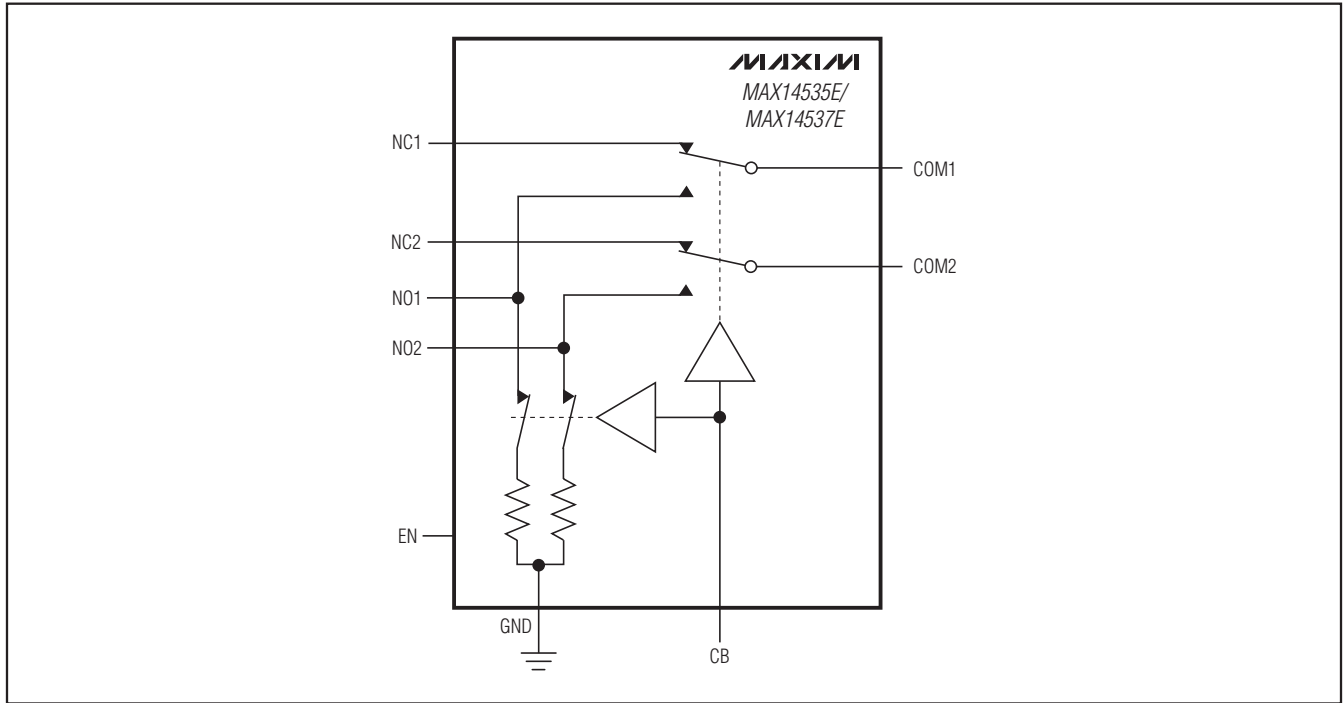 MAXIM
MAX14535E/
MAX14537E
NC1
COM1
NC2
COM2
NO1
NO2
EN
GND
CB